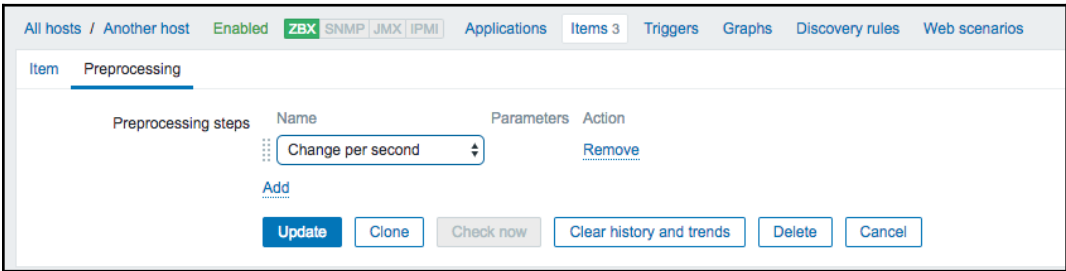 All hosts / Another host Enabled ZBX SNMP JMX IPMI Applications Items 3 Triggers Graphs Discovery rules Web scenarios
Item Preprocessing
Preprocessing steps Name Parameters Action
Change per second Remove
Add
Update Clone Check now Clear history and trends Delete Cancel